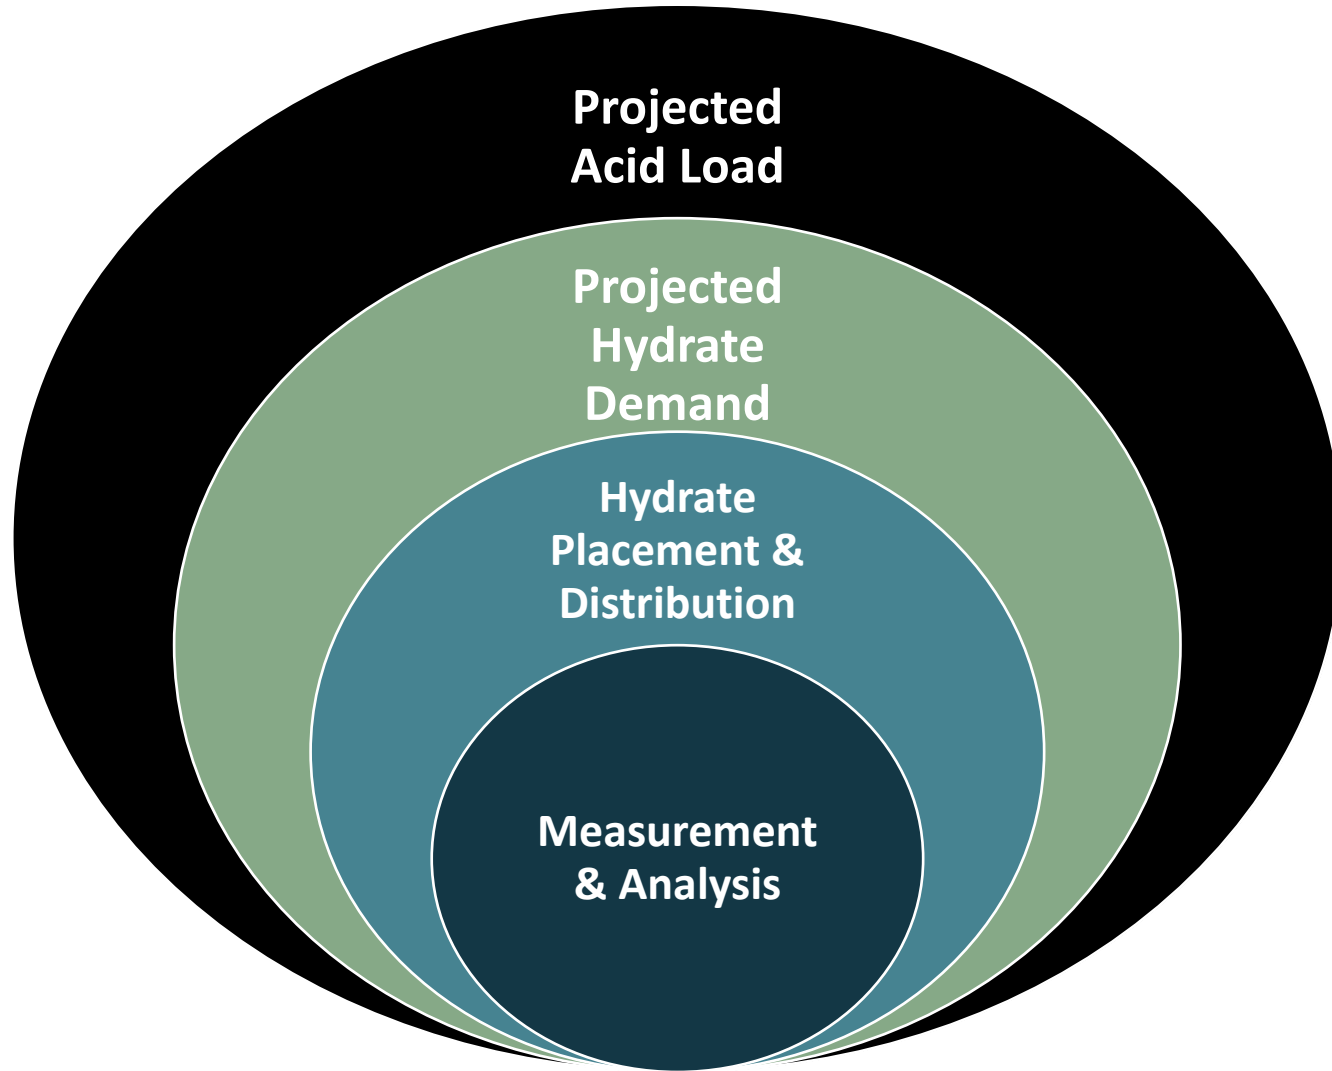 Projected
Acid Load
Projected
Hydrate
Demand
Hydrate
Placement &
Distribution
Measurement
& Analysis